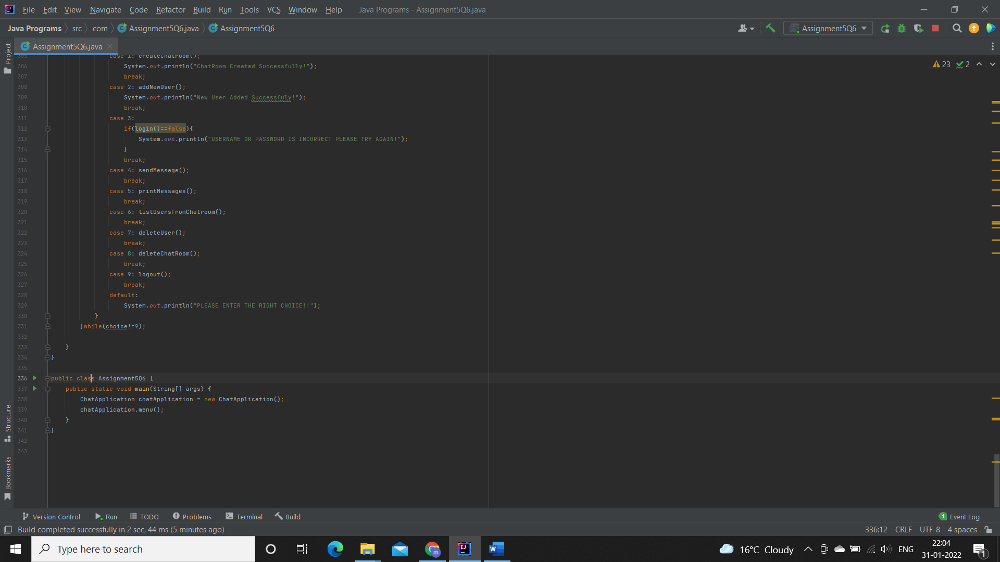 File Edit View Navigate Code Refactor Build Run Tools VCS Window Help Java Programs - Assignment5Q6.java
Java Programs src com Assignment5Q6.java Assignment5Q6 Assignment5Q6
Project
Assignment5Q6.java
305 case 1: createChatroom();
306 System.out.println("ChatRoom Created Successfully!");
23 2
307 break;
308 case 2: addNewUser();
309 System.out.println("New User Added Successfuly!");
310 break;
311 case 3:
312 if(login()==false){
313 System.out.println("USERNAME OR PASSWORD IS INCORRECT PLEASE TRY AGAIN!");
314 }
315 break;
316 case 4: sendMessage();
317 break;
318 case 5: printMessages();
319 break;
320 case 6: listUsersFromChatroom();
321 break;
322 case 7: deleteUser();
323 break;
324 case 8: deleteChatRoom();
325 break;
326 case 9: logout();
327 break;
328 default:
329 System.out.println("PLEASE ENTER THE RIGHT CHOICE!!");
330 }
331 }while(choice!=9);
332
333 }
334 }
335
336 public class Assignment5Q6 {
337 public static void main(String[] args) {
338 ChatApplication chatApplication = new ChatApplication();
339 chatApplication.menu();
340 }
341 }
342
343
Structure
Bookmarks
Version Control Run TODO Problems Terminal Build 1 Event Log
Build completed successfully in 2 sec, 44 ms (5 minutes ago) 336:12 CRLF UTF-8 4 spaces
Type here to search 16°C Cloudy ENG 22:04
31-01-2022 1